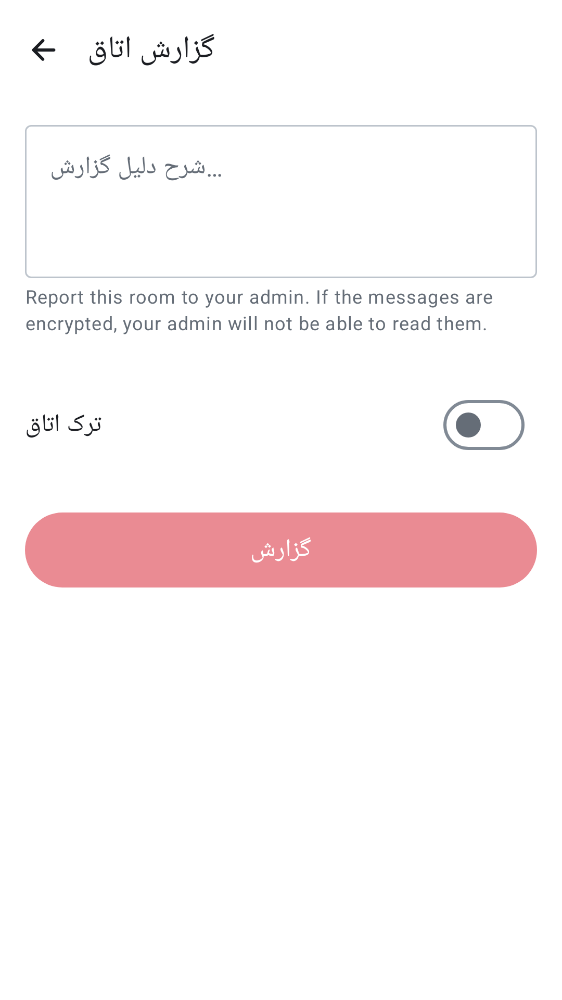 گزارش اتاق
شرح دلیل گزارش...
Report this room to your admin. If the messages are
encrypted, your admin will not be able to read them.
ترک اتاق
گزارش